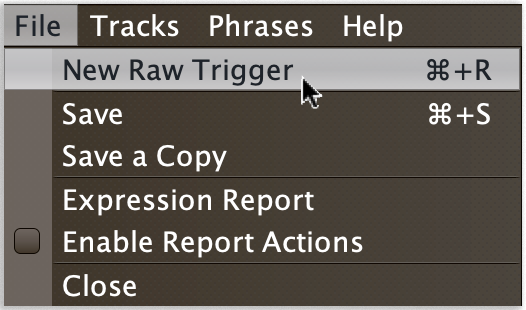 File Tracks Phrases Help
New Raw Trigger ⌘+R
Save ⌘+S
Save a Copy
Expression Report
Enable Report Actions
Close